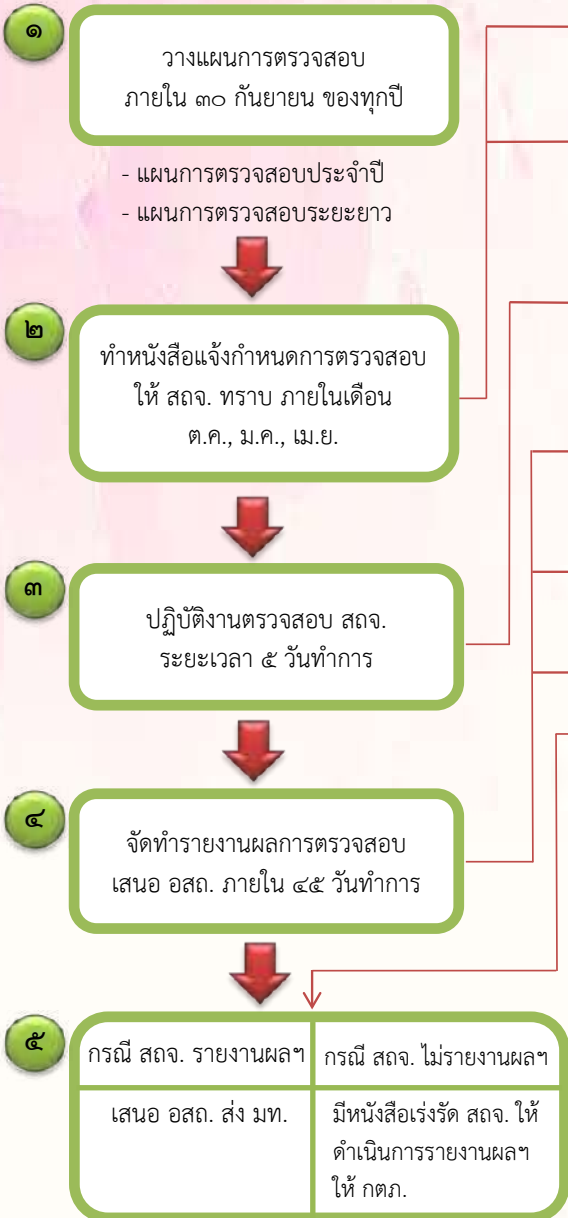 ๑
วางแผนการตรวจสอบ
ภายใน ๓๐ กันยายน ของทุกปี
- แผนการตรวจสอบประจำปี
- แผนการตรวจสอบระยะยาว
๒
ทำหนังสือแจ้งกำหนดการตรวจสอบ
ให้ สถจ. ทราบ ภายในเดือน
ต.ค., ม.ค., เม.ย.
๓
ปฏิบัติงานตรวจสอบ สถจ.
ระยะเวลา ๕ วันทำการ
๔
จัดทำรายงานผลการตรวจสอบ
เสนอ อสถ. ภายใน ๔๕ วันทำการ
๕
กรณี สถจ. รายงานผลฯ
กรณี สถจ. ไม่รายงานผลฯ
เสนอ อสถ. ส่ง มท.
มีหนังสือเร่งรัด สถจ. ให้
ดำเนินการรายงานผลฯ
ให้ กตภ.